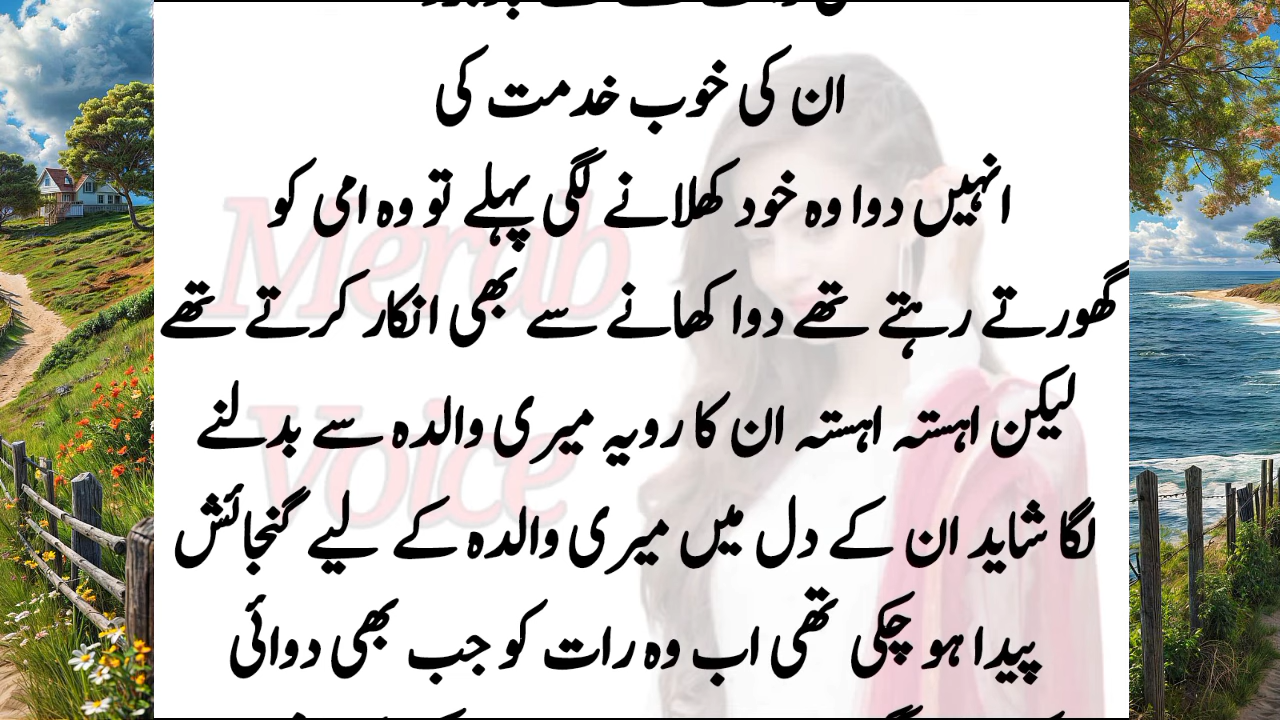 ان کی خوب خدمت کی
انہیں دوا وہ خود کھلانے لگی پہلے تو وہ امی کو
گھورتے رہتے تھے دوا کھانے سے بھی انکار کرتے تھے
لیکن اہستہ اہستہ ان کا رویہ میری والدہ سے بدلنے
لگا شاید ان کے دل میں میری والدہ کے لیے گنجائش
پیدا ہو چکی تھی اب وہ رات کو جب بھی دوائی
Merab
Voice